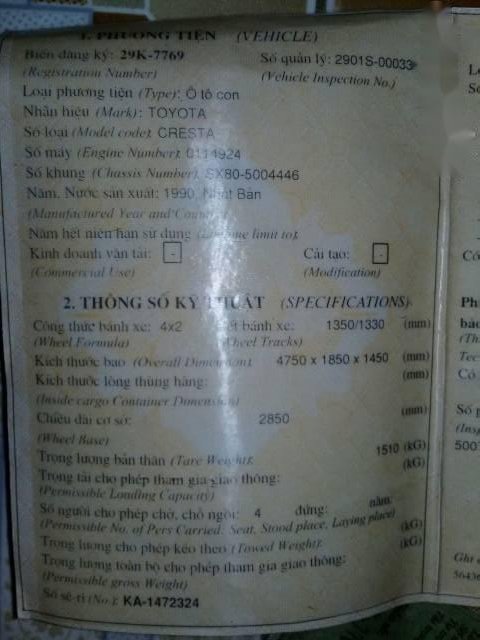 1. PHƯƠNG TIỆN (VEHICLE)
Biển đăng ký: 29K-7769 Số quản lý: 2901S-00033
(Registration Number) (Vehicle Inspection No.)
Loại phương tiện (Type): Ô tô con
Nhãn hiệu (Mark): TOYOTA
Số loại (Model code): CRESTA
Số máy (Engine Number): 0114924
Số khung (Chassis Number): SX80-5004446
Năm, Nước sản xuất: 1990, Nhật Bản
(Manufactured Year and Country)
Năm hết niên hạn sử dụng (Lifetime limit to):
Kinh doanh vận tải: - Cải tạo: -
(Commercial Use) (Modification)
2. THÔNG SỐ KỸ THUẬT (SPECIFICATIONS)
Công thức bánh xe: 4x2 Vết bánh xe: 1350/1330 (mm)
(Wheel Formula) (Wheel Tracks)
Kích thước bao (Overall Dimension): 4750 x 1850 x 1450 (mm)
Kích thước lòng thùng hàng: (mm)
(Inside cargo Container Dimension)
Chiều dài cơ sở: 2850 (mm)
(Wheel Base)
Trọng lượng bản thân (Tare Weight): 1510 (kG)
Trọng tải cho phép tham gia giao thông: (kG)
(Permissible Loading Capacity)
Số người cho phép chở, chỗ ngồi: 4 đứng: nằm:
(Permissible No. of Pers Carried: Seat, Stood place, Laying place)
Trọng lượng cho phép kéo theo (Towed Weight): (kG)
Trọng lượng toàn bộ cho phép tham gia giao thông: (kG)
(Permissible gross Weight)
Số sê-ri (No.): KA-1472324